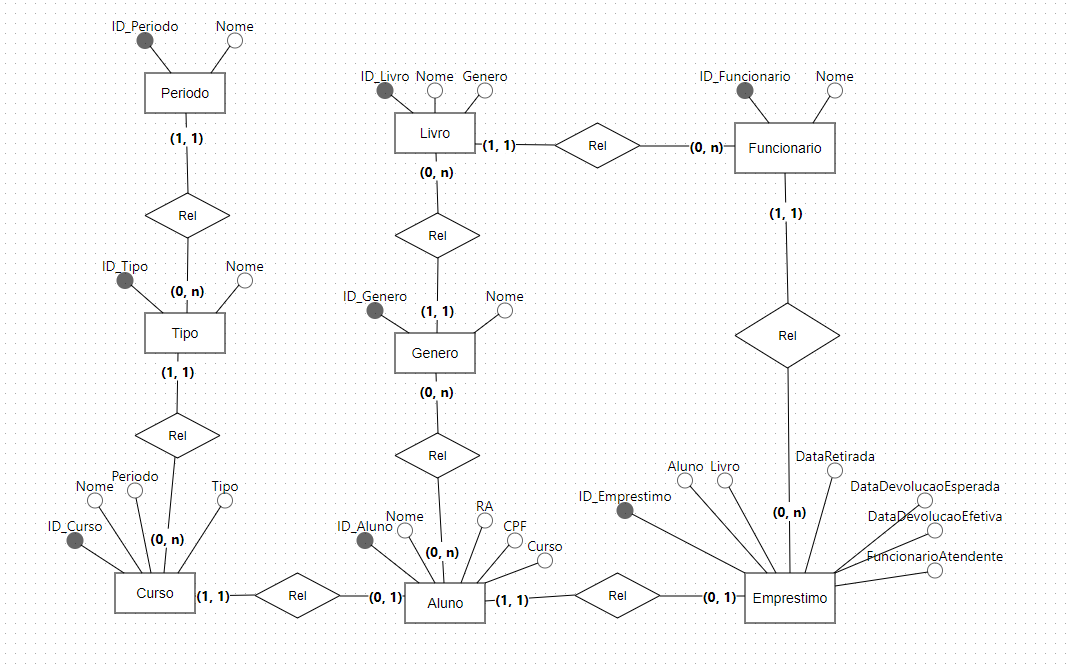 ID_Periodo
Nome
Periodo
(1, 1)
Rel
(0, n)
ID_Tipo
Nome
Tipo
(1, 1)
Rel
(0, n)
Nome
Periodo
Tipo
ID_Curso
Curso
(1, 1)
Rel
(0, 1)
ID_Livro
Nome
Genero
Livro
(1, 1)
Rel
(0, n)
ID_Funcionario
Nome
Funcionario
(0, n)
Rel
(1, 1)
ID_Genero
Nome
Genero
(0, n)
Rel
(0, n)
ID_Aluno
Nome
RA
CPF
Curso
Aluno
(1, 1)
Rel
(0, 1)
(1, 1)
Rel
(0, n)
ID_Emprestimo
Aluno
Livro
DataRetirada
DataDevolucaoEsperada
DataDevolucaoEfetiva
FuncionarioAtendente
Emprestimo